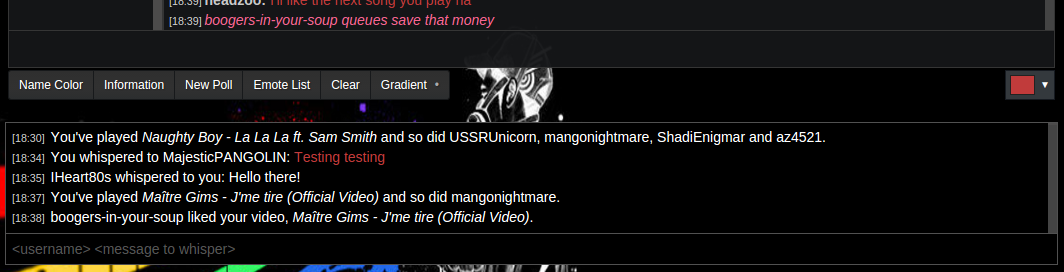 [18:39] headzoo: I'll like the next song you play ha
[18:39] boogers-in-your-soup queues save that money
Name Color Information New Poll Emote List Clear Gradient •
[18:30] You've played Naughty Boy - La La La ft. Sam Smith and so did USSRUnicorn, mangonightmare, ShadiEnigmar and az4521.
[18:34] You whispered to MajesticPANGOLIN: Testing testing
[18:35] IHeart80s whispered to you: Hello there!
[18:37] You've played Maître Gims - J'me tire (Official Video) and so did mangonightmare.
[18:38] boogers-in-your-soup liked your video, Maître Gims - J'me tire (Official Video).
<username> <message to whisper>